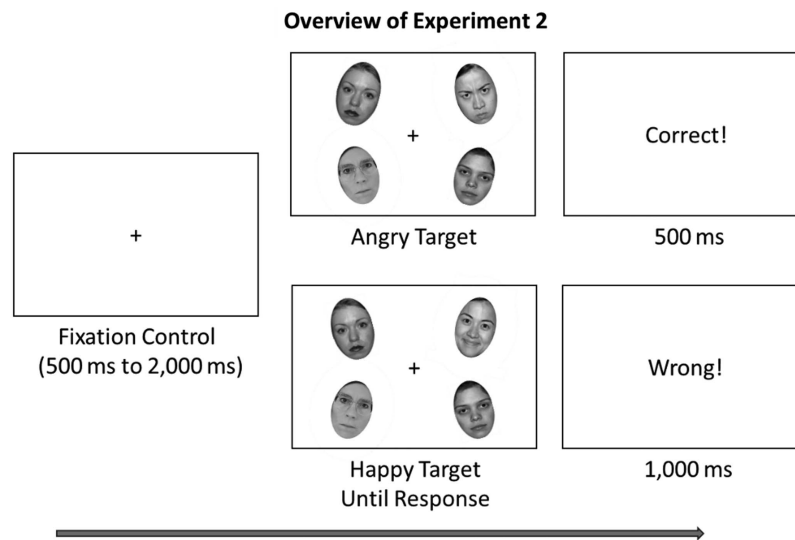 Overview of Experiment 2
+
Fixation Control
(500 ms to 2,000 ms)
+
Angry Target
Correct!
500 ms
+
Happy Target
Until Response
Wrong!
1,000 ms